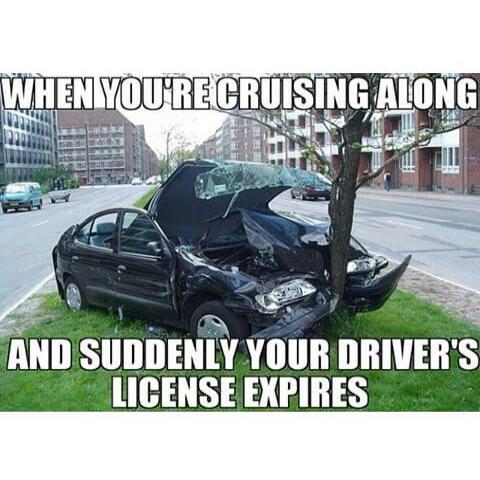 WHEN YOU'RE CRUISING ALONG
AND SUDDENLY YOUR DRIVER'S
LICENSE EXPIRES